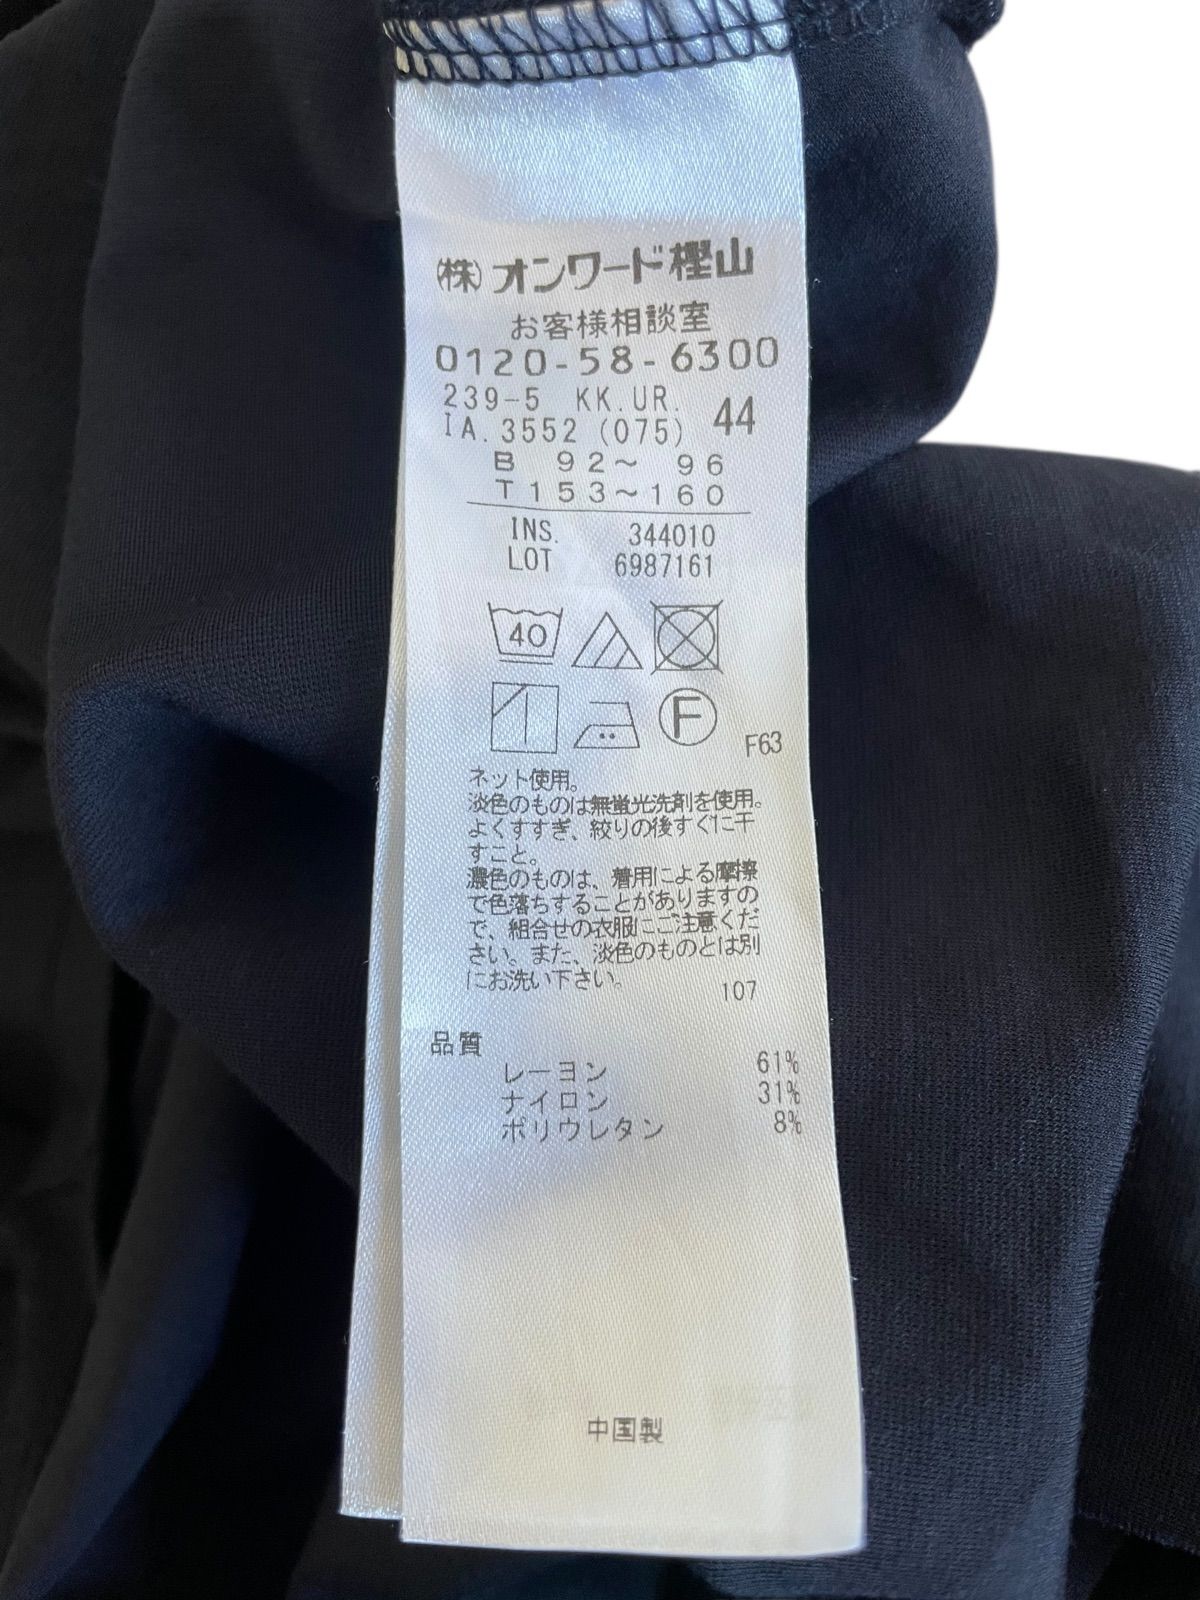 (株)オンワード樫山
お客様相談室
0120-58-6300
239-5 KK.UR.
IA.3552(075) 44
B 92~ 96
T153~160
INS. 344010
LOT 6987161
40
F
F63
ネット使用。
淡色のものは無蛍光洗剤を使用。
よくすすぎ、絞りの後すぐに干
すこと。
濃色のものは、着用による摩擦
で色落ちすることがありますの
で、組合せの衣服にご注意くだ
さい。また、淡色のものとは別
にお洗い下さい。
107
品質
レーヨン 61%
ナイロン 31%
ポリウレタン 8%
中国製